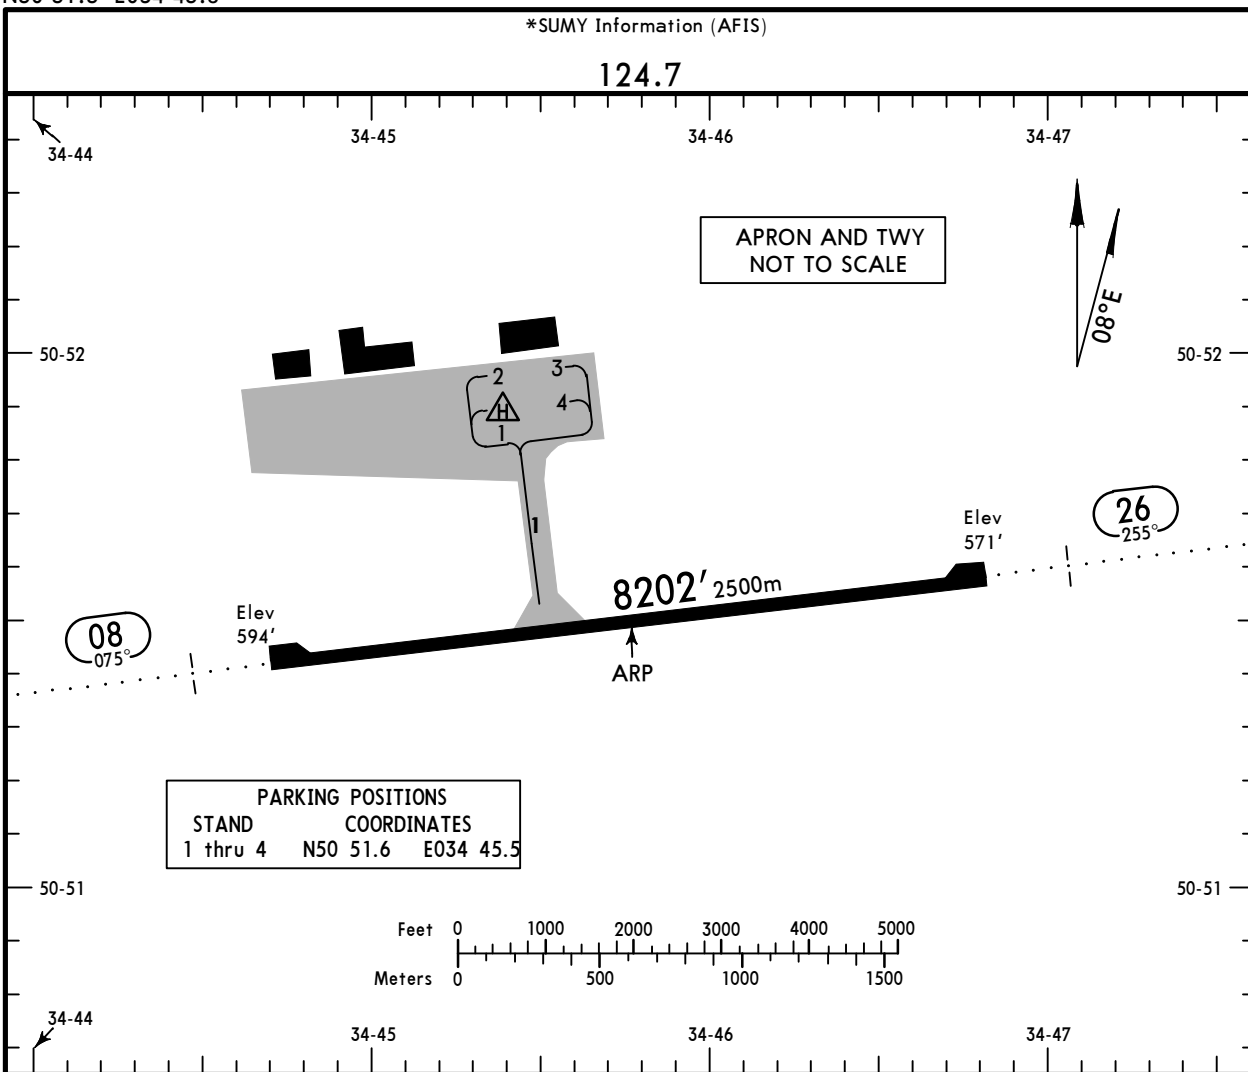 *SUMY Information (AFIS)
124.7
34-44
34-45
34-46
34-47
APRON AND TWY
NOT TO SCALE
08°E
50-52
50-52
2
3
H
4
1
1
26
255°
Elev
571'
8202' 2500m
Elev
594'
08
075°
ARP
PARKING POSITIONS
STAND COORDINATES
1 thru 4 N50 51.6 E034 45.5
50-51
50-51
Feet 0 1000 2000 3000 4000 5000
Meters 0 500 1000 1500
34-44
34-45
34-46
34-47